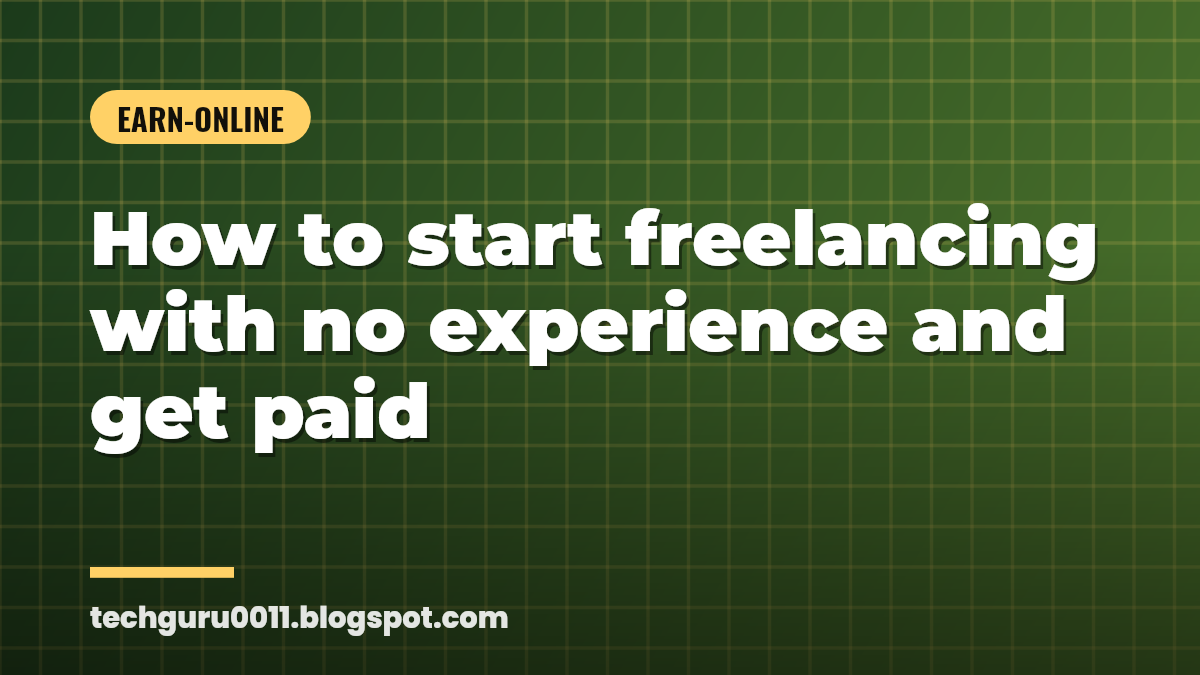 EARN-ONLINE
How to start freelancing
with no experience and
get paid
techguru0011.blogspot.com